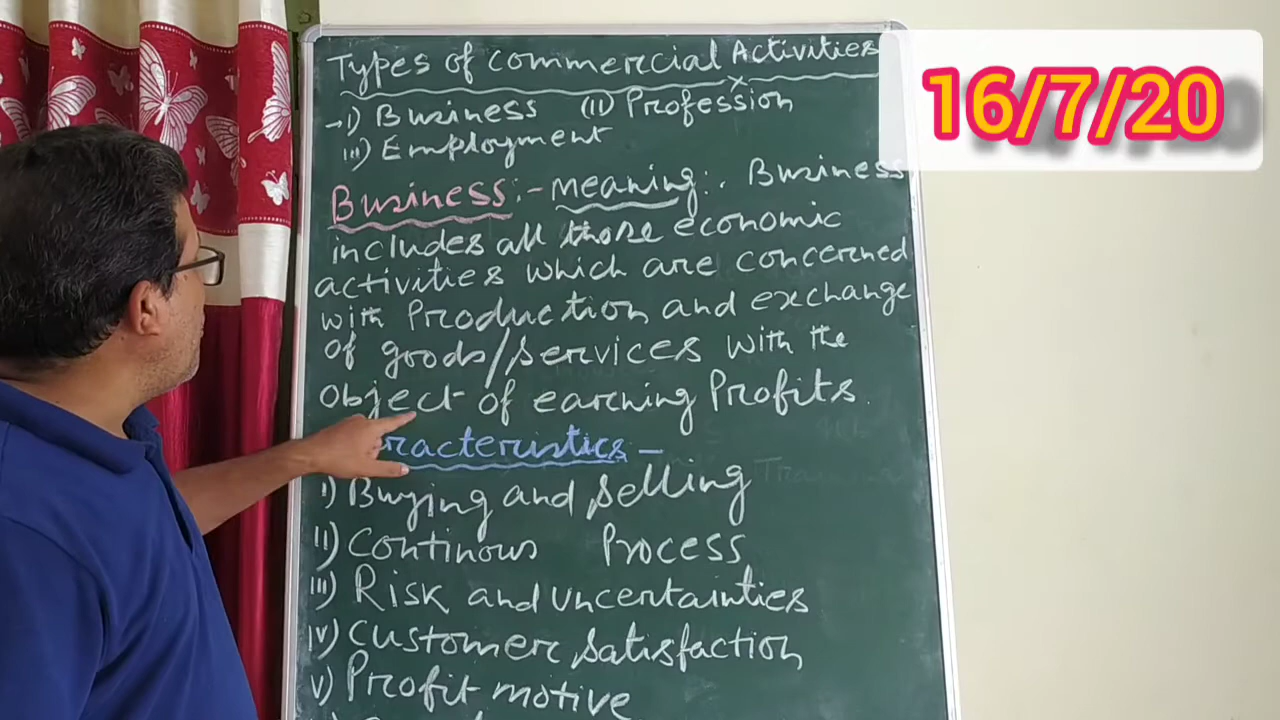 Types of commercial Activities
i) Business (ii) Profession
iii) Employment
Business :- Meaning :- Business
includes all those economic
activities which are concerned
with Production and exchange
of goods/services with the
object of earning Profits.
racteristics -
i) Buying and selling
ii) Continous Process
iii) Risk and uncertainties
iv) Customer satisfaction
v) Profit motive
16/7/20